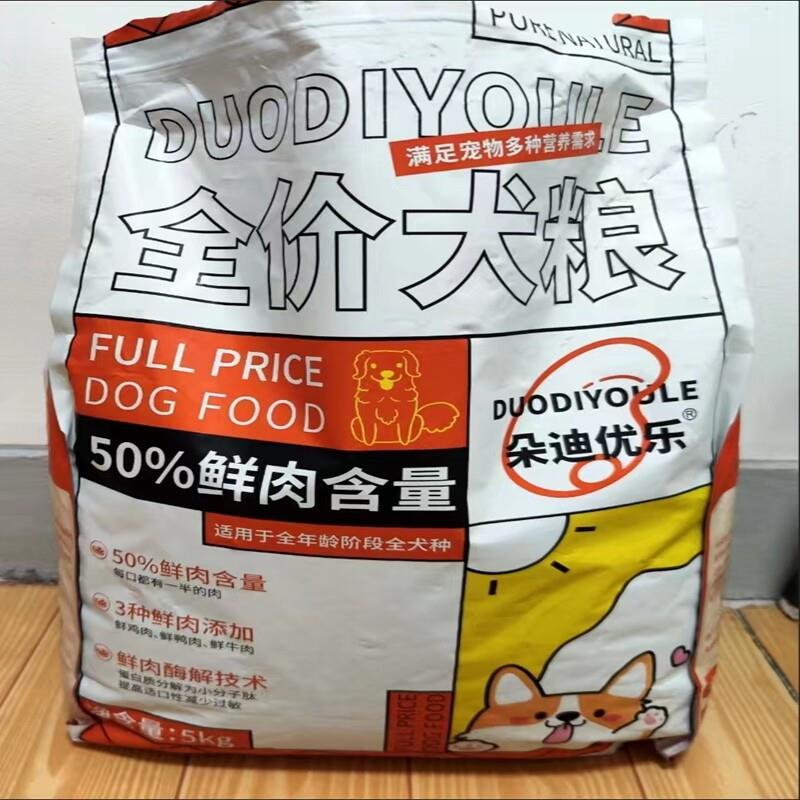 PURE NATURAL
DUODIYOULE
满足宠物多种营养需求
全价犬粮
FULL PRICE
DOG FOOD
DUODIYOULE
朵迪优乐®
50%鲜肉含量
适用于全年龄阶段全犬种
50%鲜肉含量
每口都有一半的肉
3种鲜肉添加
鲜鸡肉、鲜鸭肉、鲜牛肉
鲜肉酶解技术
蛋白质分解为小分子肽
提高适口性减少过敏
净含量:5kg
FULL PRICE
DOG FOOD